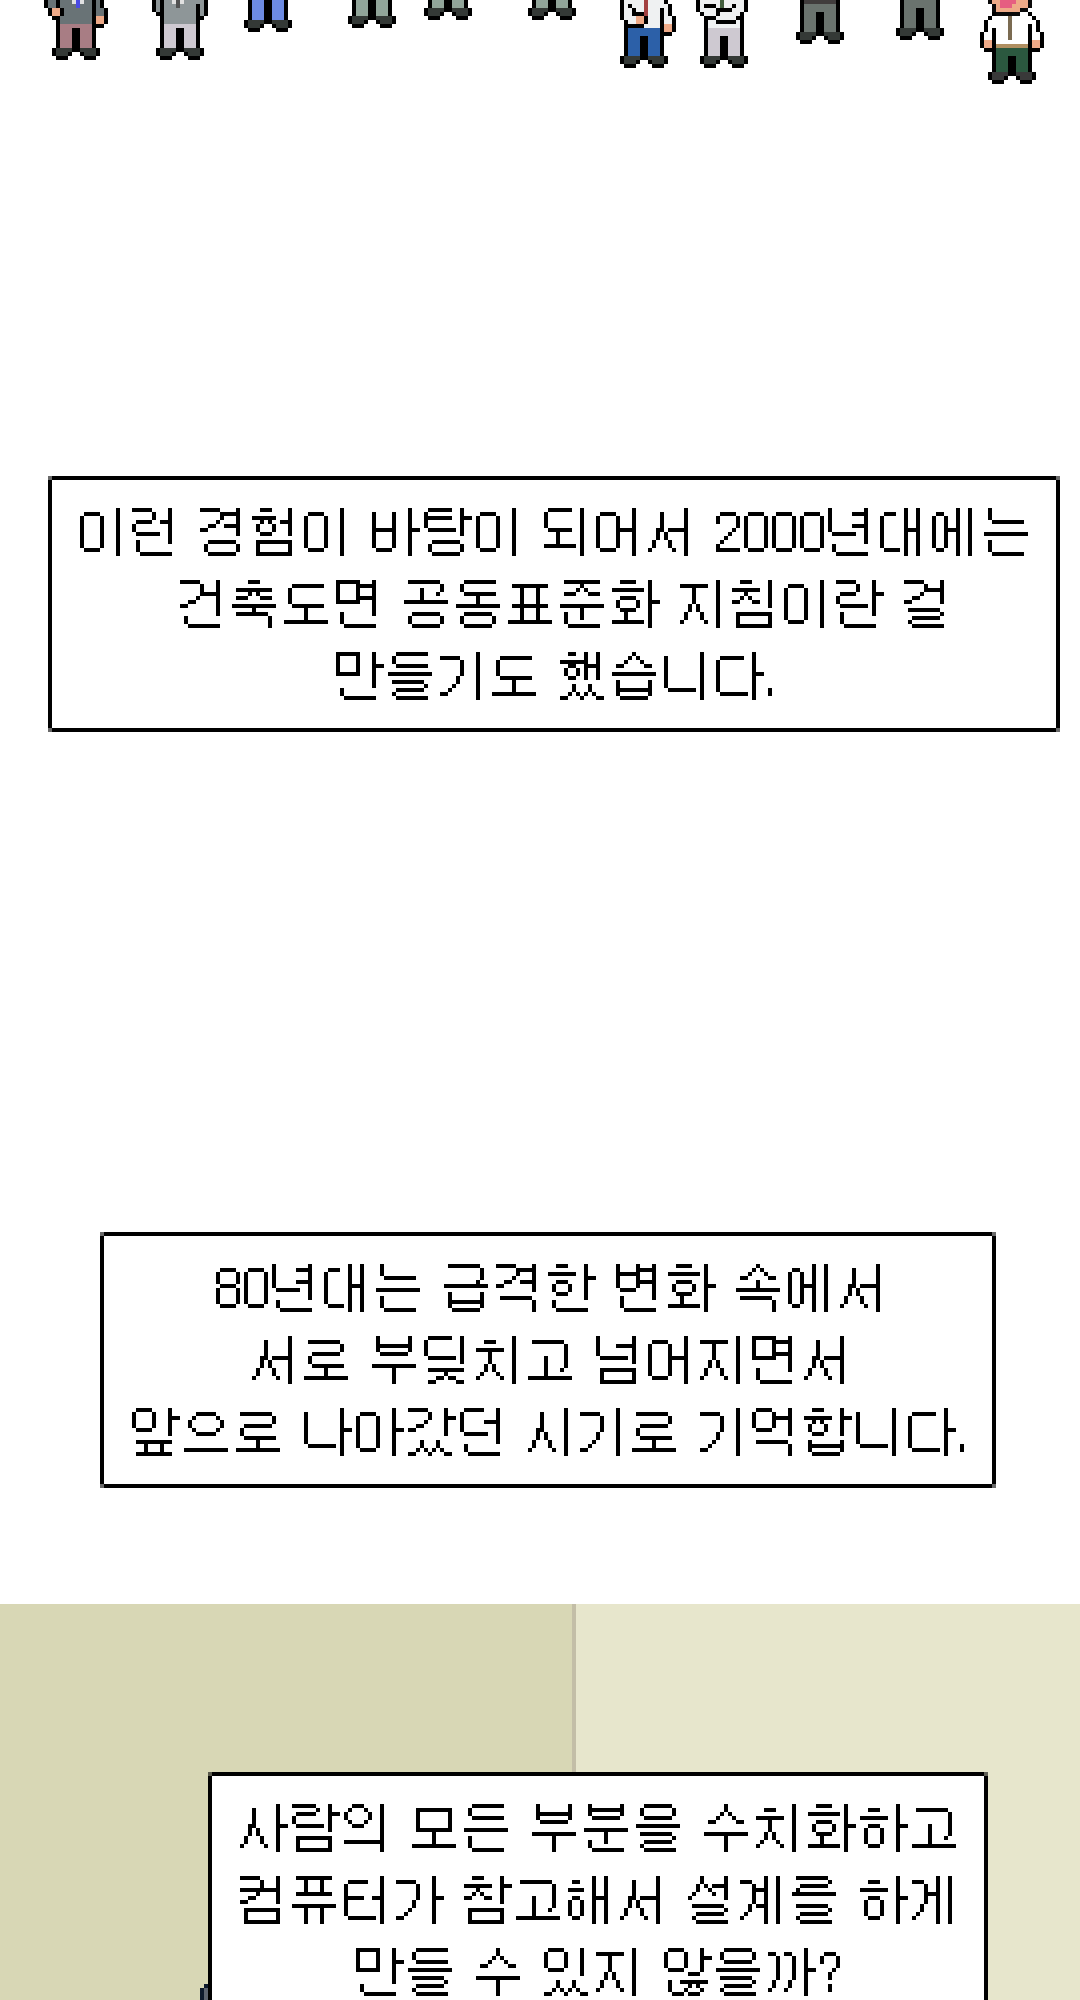 이런 경험이 바탕이 되어서 2000년대에는
건축도면 공동표준화 지침이란 걸
만들기도 했습니다.
80년대는 급격한 변화 속에서
서로 부딪치고 넘어지면서
앞으로 나아갔던 시기로 기억합니다.
사람의 모든 부분을 수치화하고
컴퓨터가 참고해서 설계를 하게
만들 수 있지 않을까?